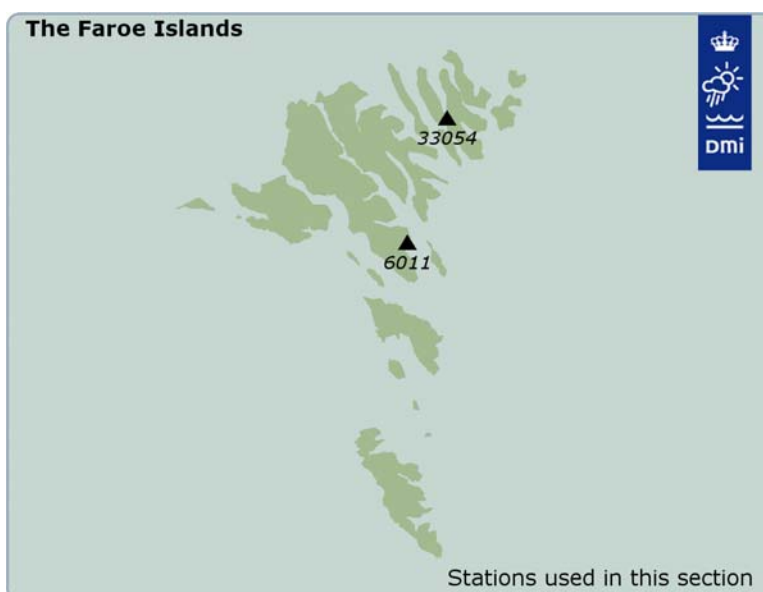 The Faroe Islands
DMi
33054
6011
Stations used in this section